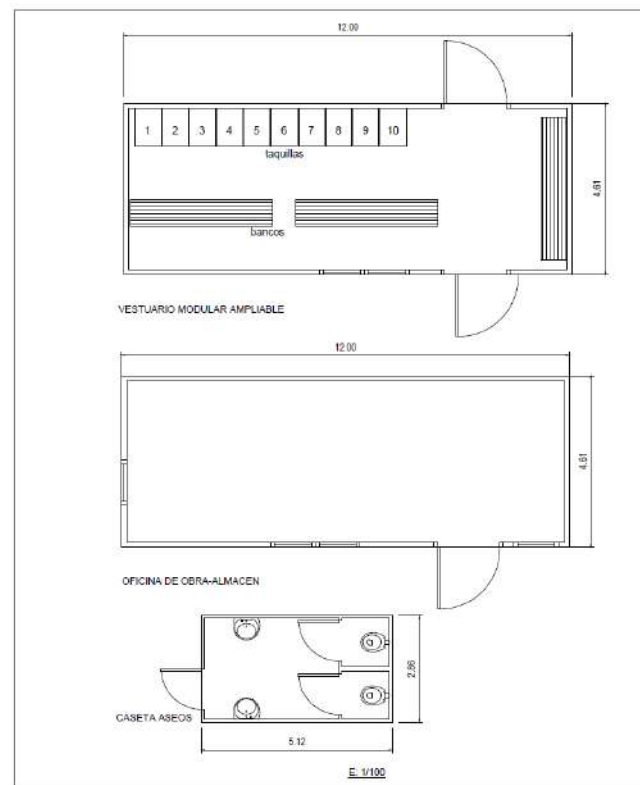 12.00
1 2 3 4 5 6 7 8 9 10
taquillas
4.61
bancos
VESTUARIO MODULAR AMPLIABLE
12.00
4.61
OFICINA DE OBRA-ALMACEN
2.86
CASETA ASEOS
5.12
E: 1/100